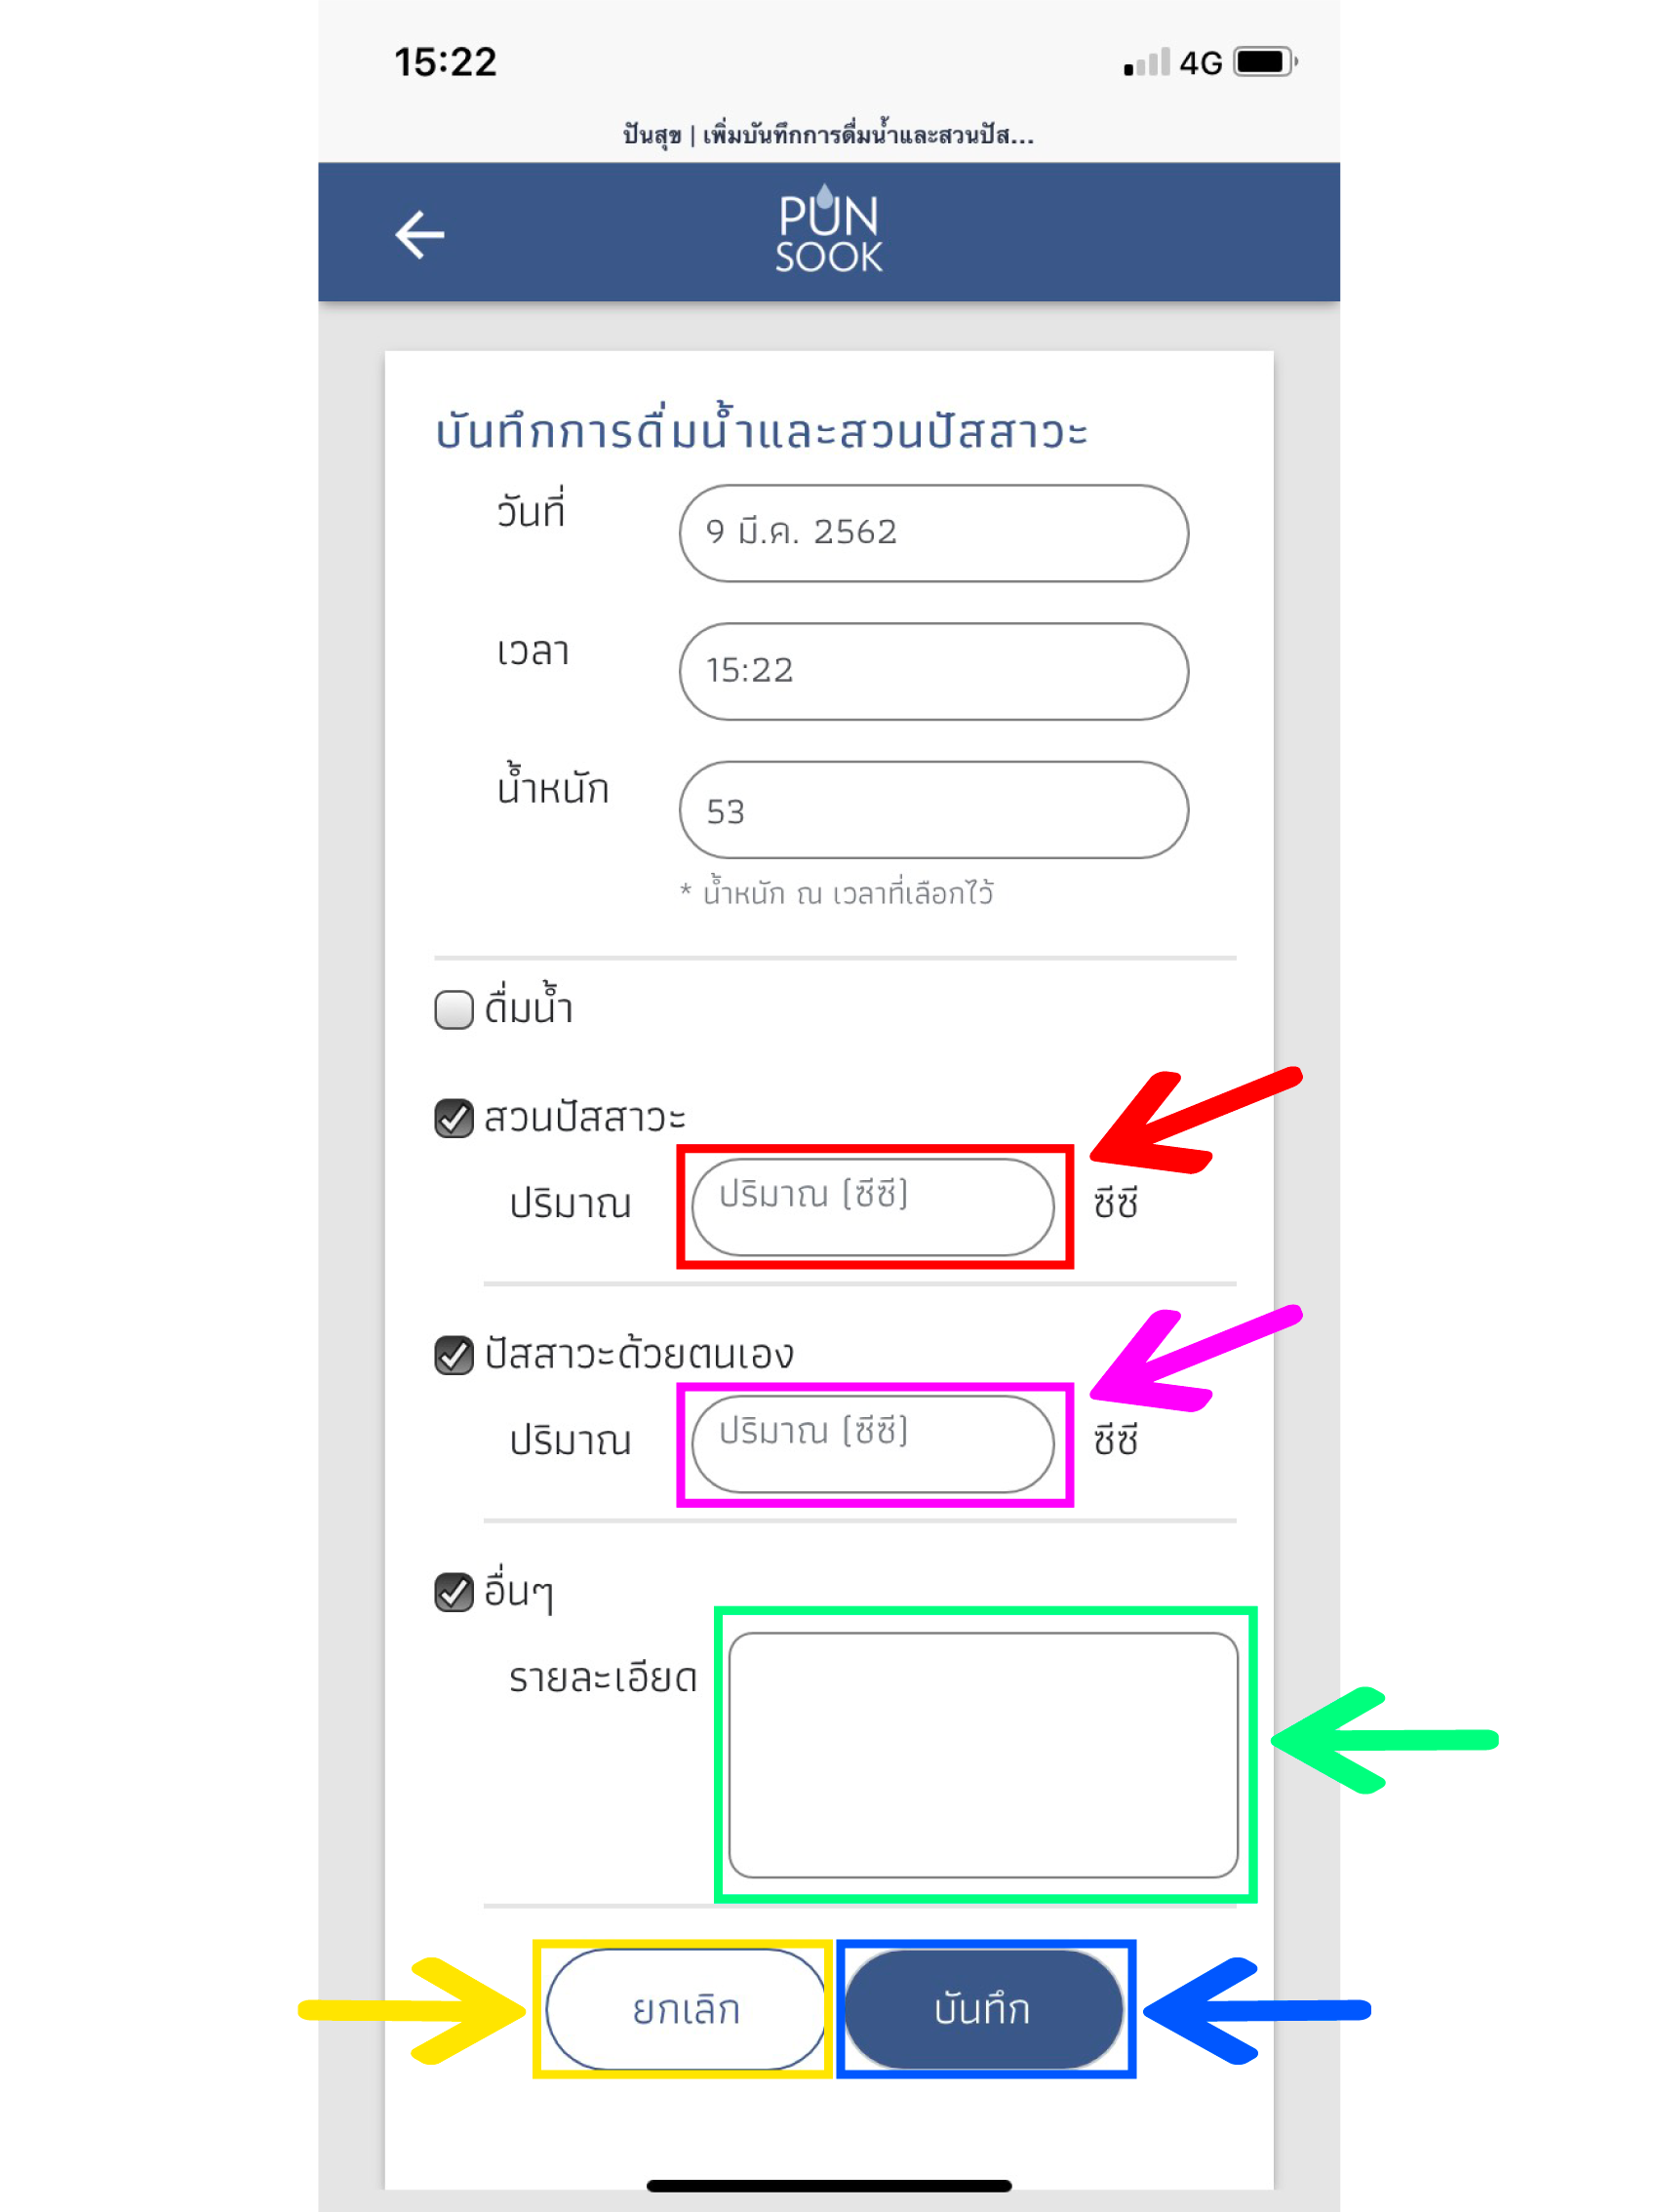 15:22
4G
ปันสุข | เพิ่มบันทึกการดื่มน้ำและสวนปัส...
PUN
SOOK
บันทึกการดื่มน้ำและสวนปัสสาวะ
วันที่ 9 มี.ค. 2562
เวลา 15:22
น้ำหนัก 53
* น้ำหนัก ณ เวลาที่เลือกไว้
ดื่มน้ำ
สวนปัสสาวะ
ปริมาณ ปริมาณ (ซีซี) ซีซี
ปัสสาวะด้วยตนเอง
ปริมาณ ปริมาณ (ซีซี) ซีซี
อื่นๆ
รายละเอียด
ยกเลิก บันทึก